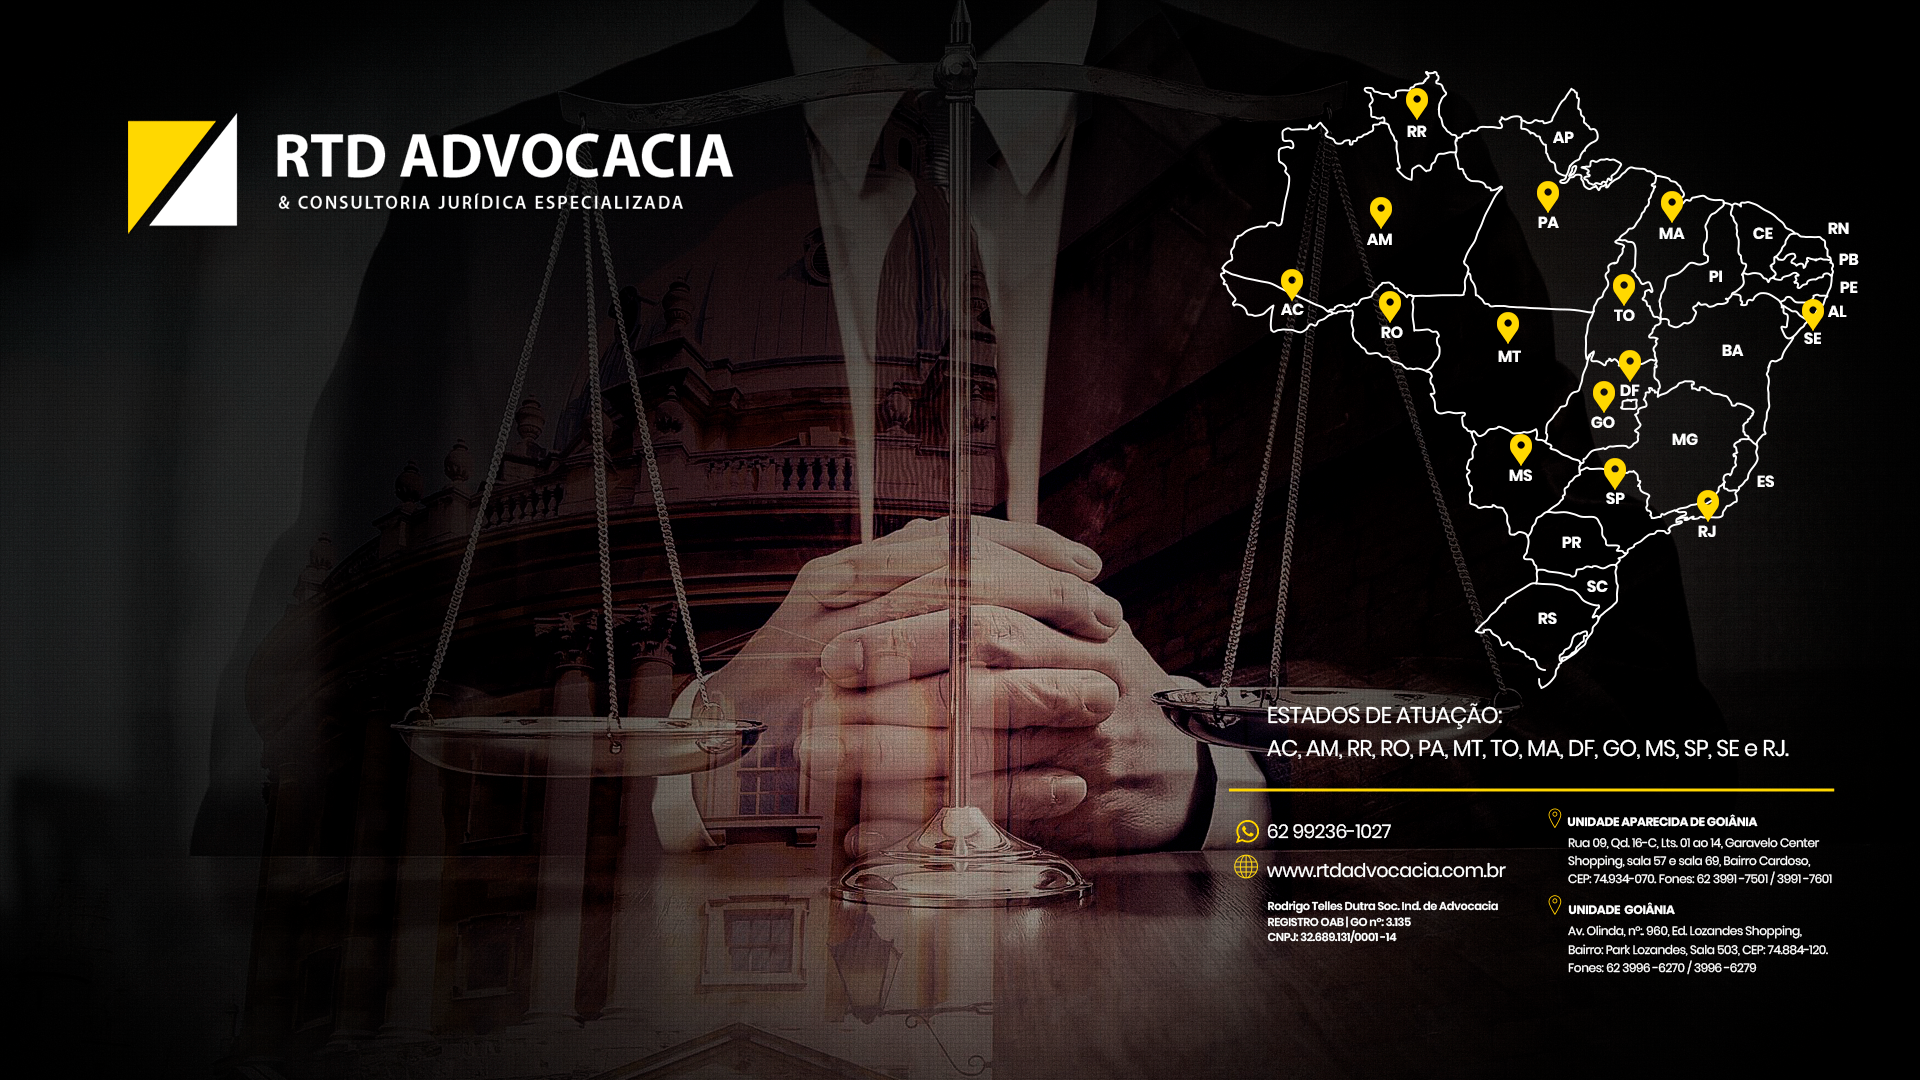 RTD ADVOCACIA
& CONSULTORIA JURÍDICA ESPECIALIZADA
RR
AP
PA
AM
MA
CE
RN
PB
PI
PE
AC
RO
TO
AL
SE
MT
BA
DF
GO
MG
MS
SP
ES
RJ
PR
SC
RS
ESTADOS DE ATUAÇÃO:
AC, AM, RR, RO, PA, MT, TO, MA, DF, GO, MS, SP, SE e RJ.
62 99236-1027
www.rtdadvocacia.com.br
Rodrigo Telles Dutra Soc. Ind. de Advocacia
REGISTRO OAB | GO nº: 3.135
CNPJ: 32.689.131/0001-14
UNIDADE APARECIDA DE GOIÂNIA
Rua 09, Qd. 16-C, Lts. 01 ao 14, Garavelo Center
Shopping, sala 57 e sala 69, Bairro Cardoso,
CEP: 74.934-070. Fones: 62 3991-7501 / 3991-7601
UNIDADE GOIÂNIA
Av. Olinda, nº:. 960, Ed. Lozandes Shopping,
Bairro: Park Lozandes, Sala 503, CEP: 74.884-120.
Fones: 62 3996-6270 / 3996-6279